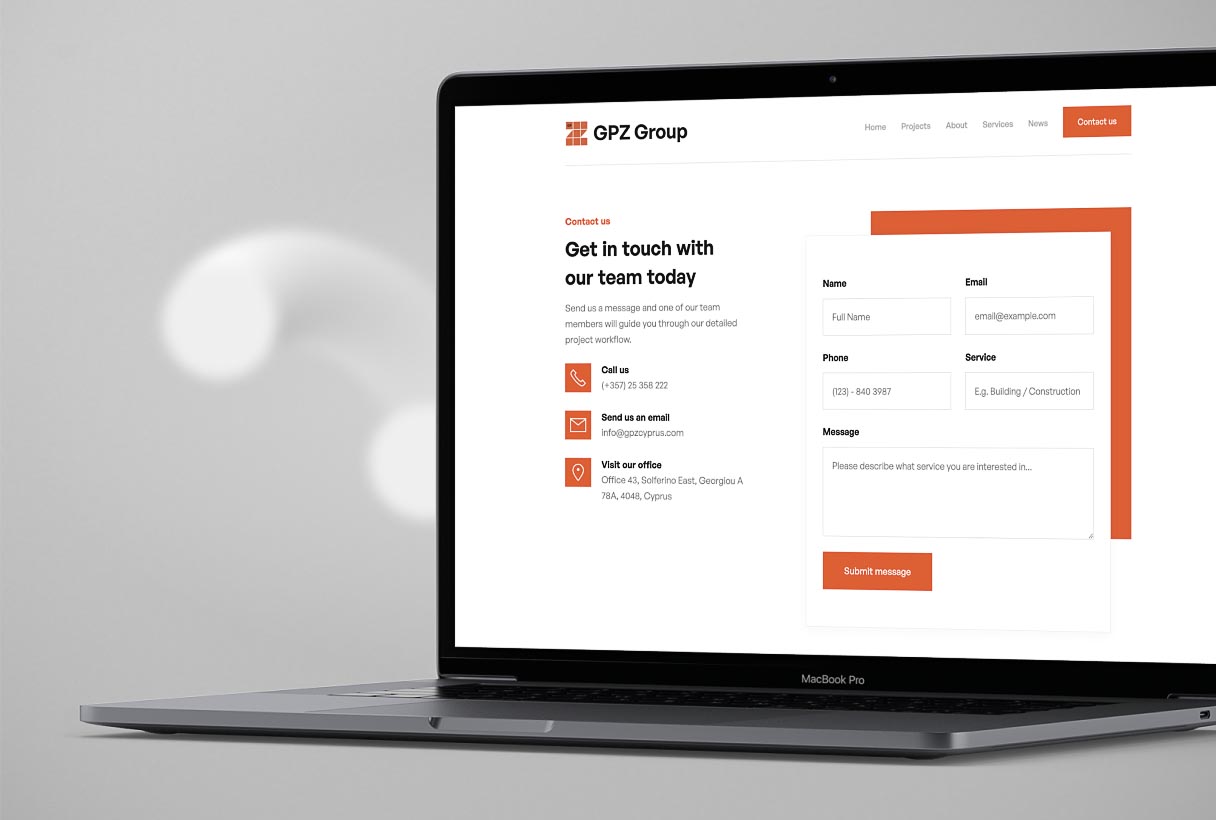 GPZ Group
Home Projects About Services News Contact us
Contact us
Get in touch with
our team today
Send us a message and one of our team
members will guide you through our detailed
project workflow.
Call us
(+357) 25 358 222
Send us an email
info@gpzcyprus.com
Visit our office
Office 43, Solferino East, Georgiou A
78A, 4048, Cyprus
Name Email
Full Name email@example.com
Phone Service
(123) - 840 3987 E.g. Building / Construction
Message
Please describe what service you are interested in...
Submit message
MacBook Pro